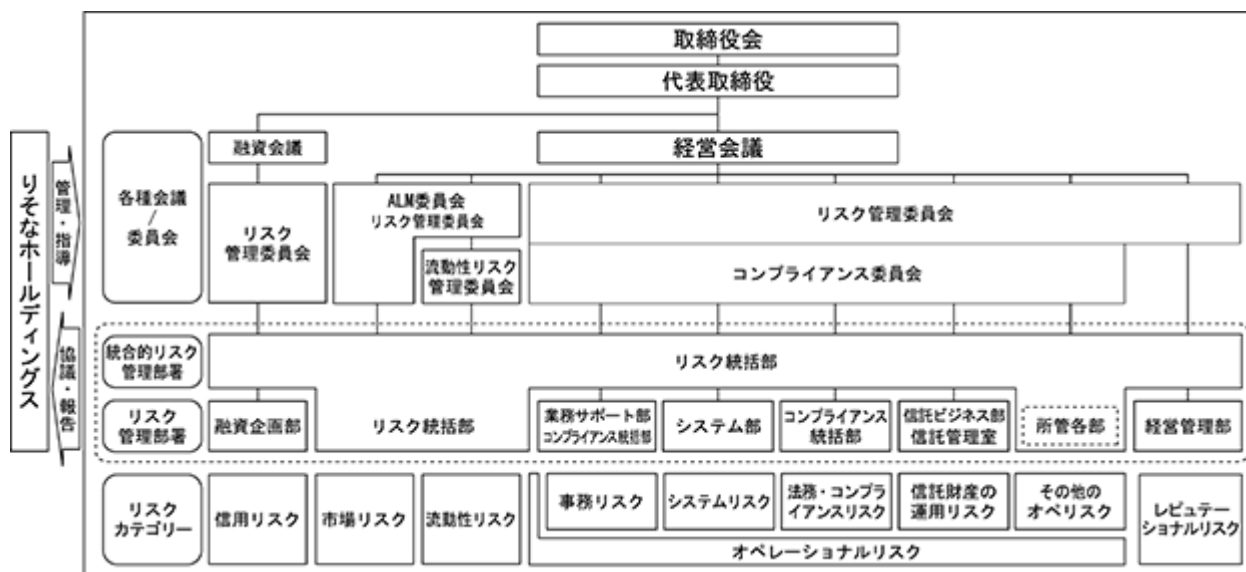 取締役会
代表取締役
融資会議
経営会議
りそなホールディングス
管理・指導
協議・報告
各種会議
/
委員会
リスク
管理委員会
ALM委員会
リスク管理委員会
流動性リスク
管理委員会
リスク管理委員会
コンプライアンス委員会
統合的リスク
管理部署
リスク統括部
リスク
管理部署
融資企画部
リスク統括部
業務サポート部
コンプライアンス統括部
システム部
コンプライアンス
統括部
信託ビジネス部
信託管理室
所管各部
経営管理部
リスク
カテゴリー
信用リスク
市場リスク
流動性リスク
事務リスク
システムリスク
法務・コンプラ
イアンスリスク
信託財産の
運用リスク
その他の
オペリスク
オペレーショナルリスク
レピュテー
ショナルリスク